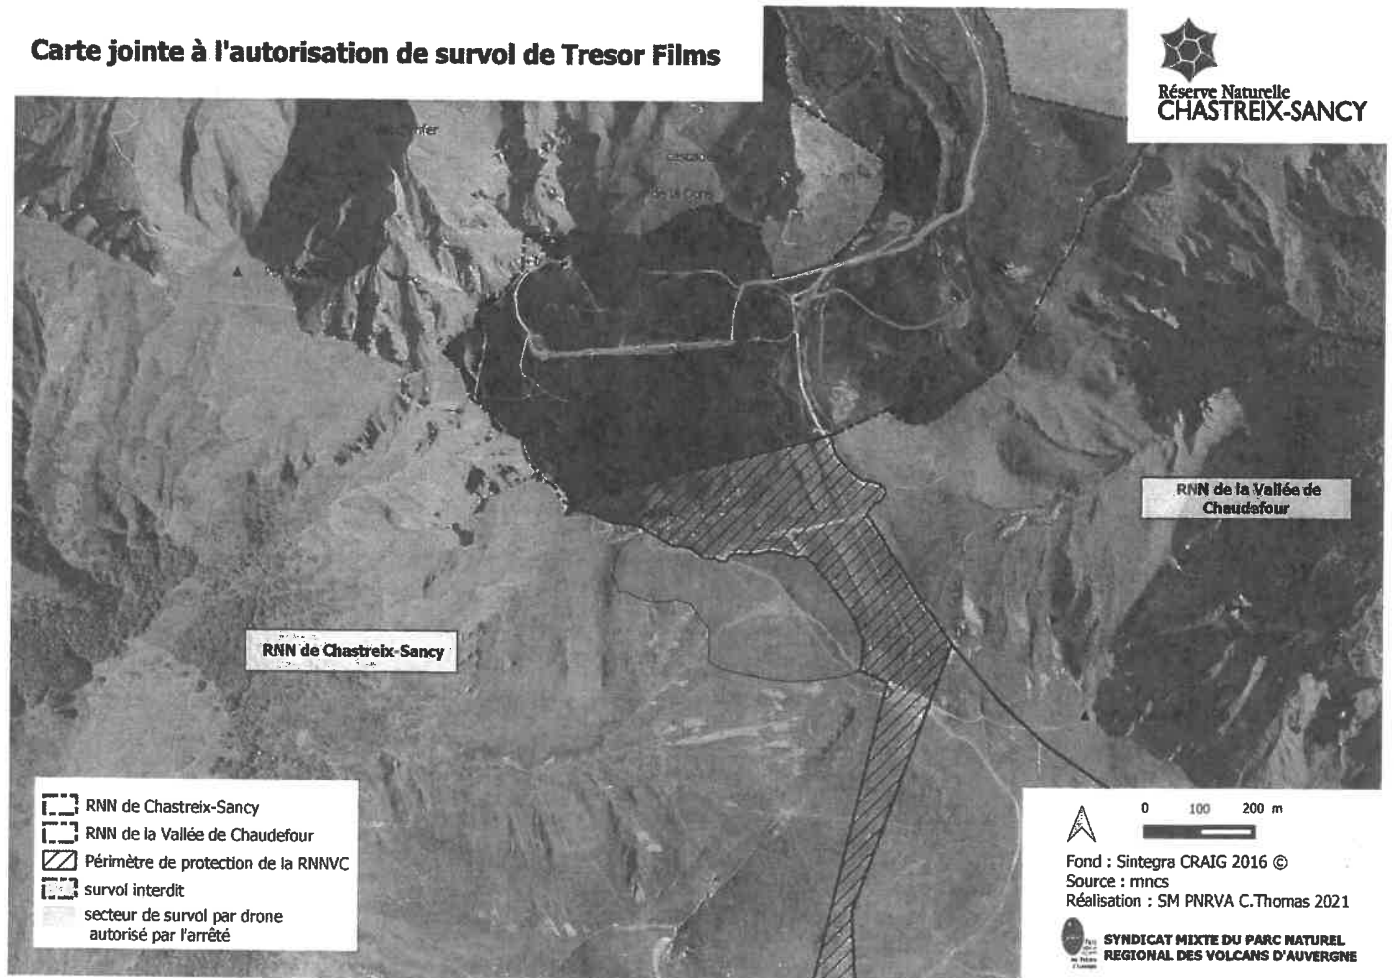 Carte jointe à l'autorisation de survol de Tresor Films
Réserve Naturelle
CHASTREIX-SANCY
de la Dore
RNN de la Vallée de
Chaudefour
RNN de Chastreix-Sancy
RNN de Chastreix-Sancy
RNN de la Vallée de Chaudefour
Périmètre de protection de la RNNVC
survol interdit
secteur de survol par drone
autorisé par l'arrêté
0 100 200 m
Fond : Sintegra CRAIG 2016 ©
Source : rnncs
Réalisation : SM PNRVA C.Thomas 2021
SYNDICAT MIXTE DU PARC NATUREL
REGIONAL DES VOLCANS D'AUVERGNE